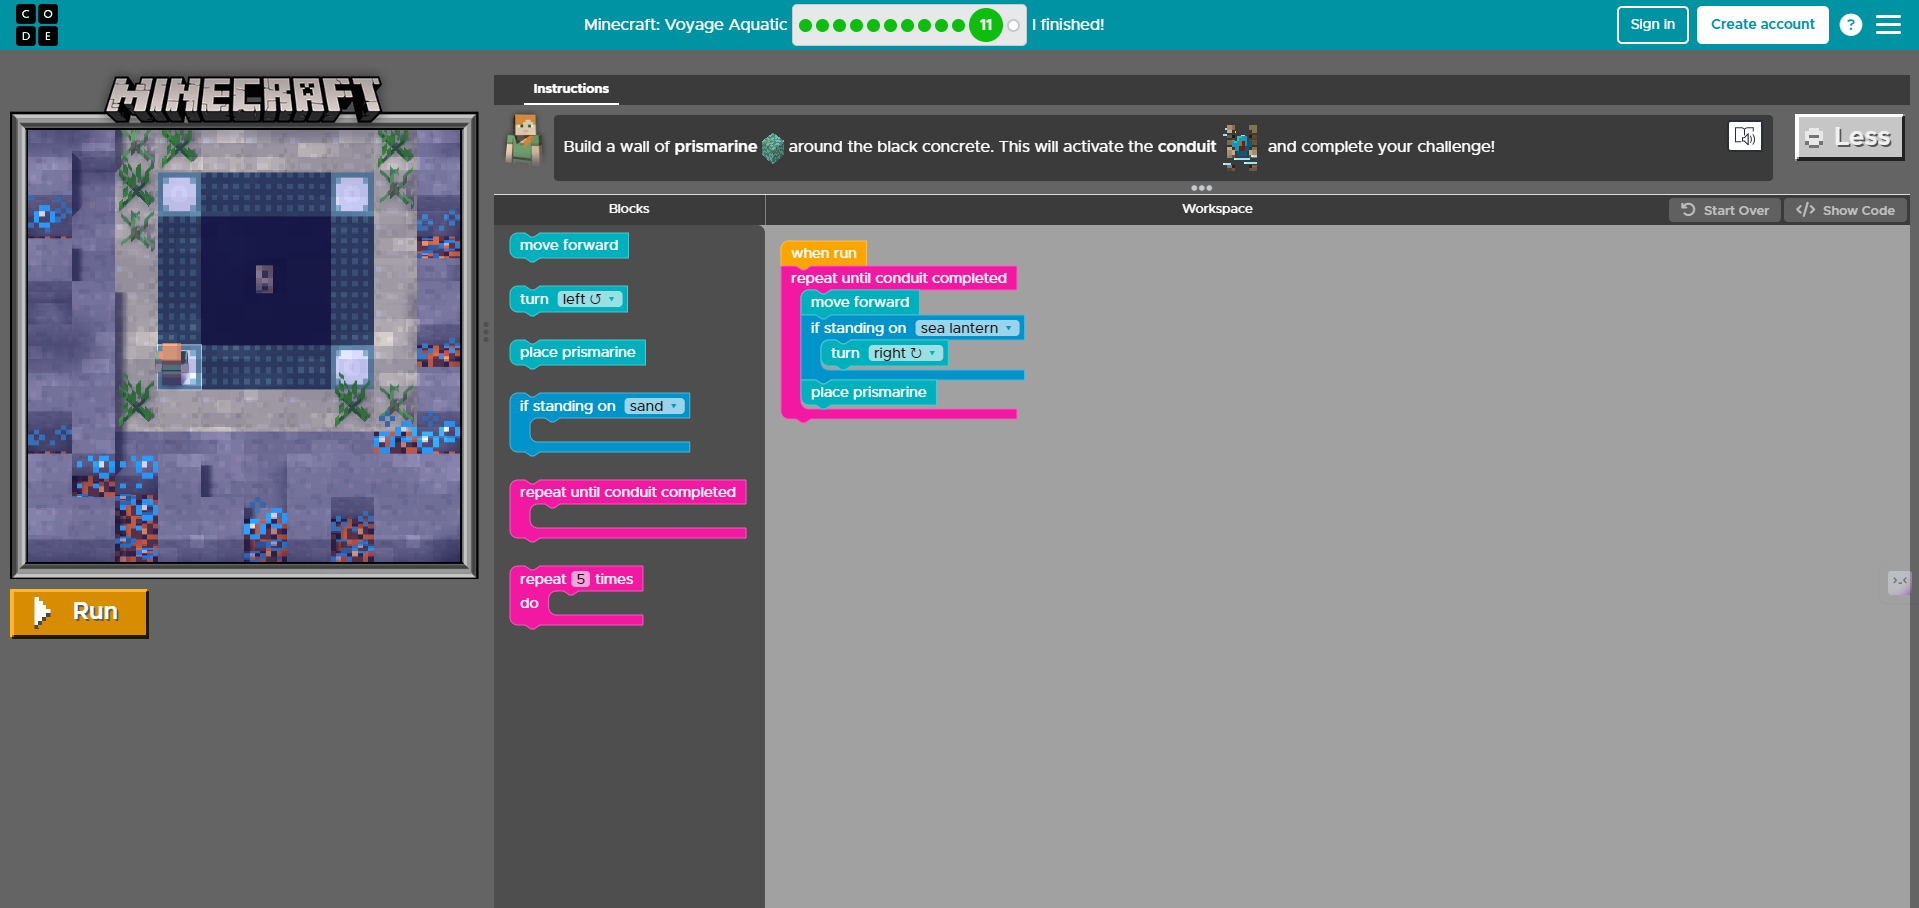 CODE
Minecraft: Voyage Aquatic
11
I finished!
Sign in
Create account
?
MINECRAFT
Instructions
Build a wall of prismarine around the black concrete. This will activate the conduit and complete your challenge!
Less
Blocks
Workspace
Start Over
</> Show Code
move forward
turn left
place prismarine
if standing on sand
repeat until conduit completed
repeat 5 times
do
when run
repeat until conduit completed
move forward
if standing on sea lantern
turn right
place prismarine
Run